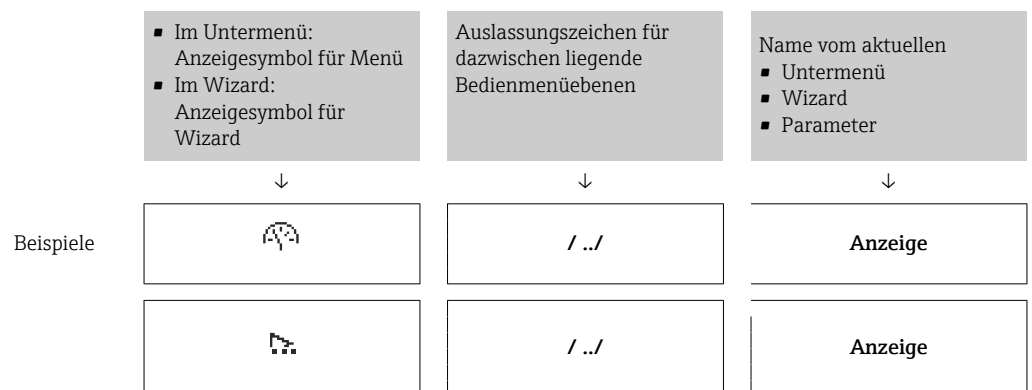 ▪ Im Untermenü:
Anzeigesymbol für Menü
▪ Im Wizard:
Anzeigesymbol für
Wizard
Auslassungszeichen für
dazwischen liegende
Bedienmenüebenen
Name vom aktuellen
▪ Untermenü
▪ Wizard
▪ Parameter
↓ ↓ ↓
Beispiele / ../ Anzeige
/ ../ Anzeige